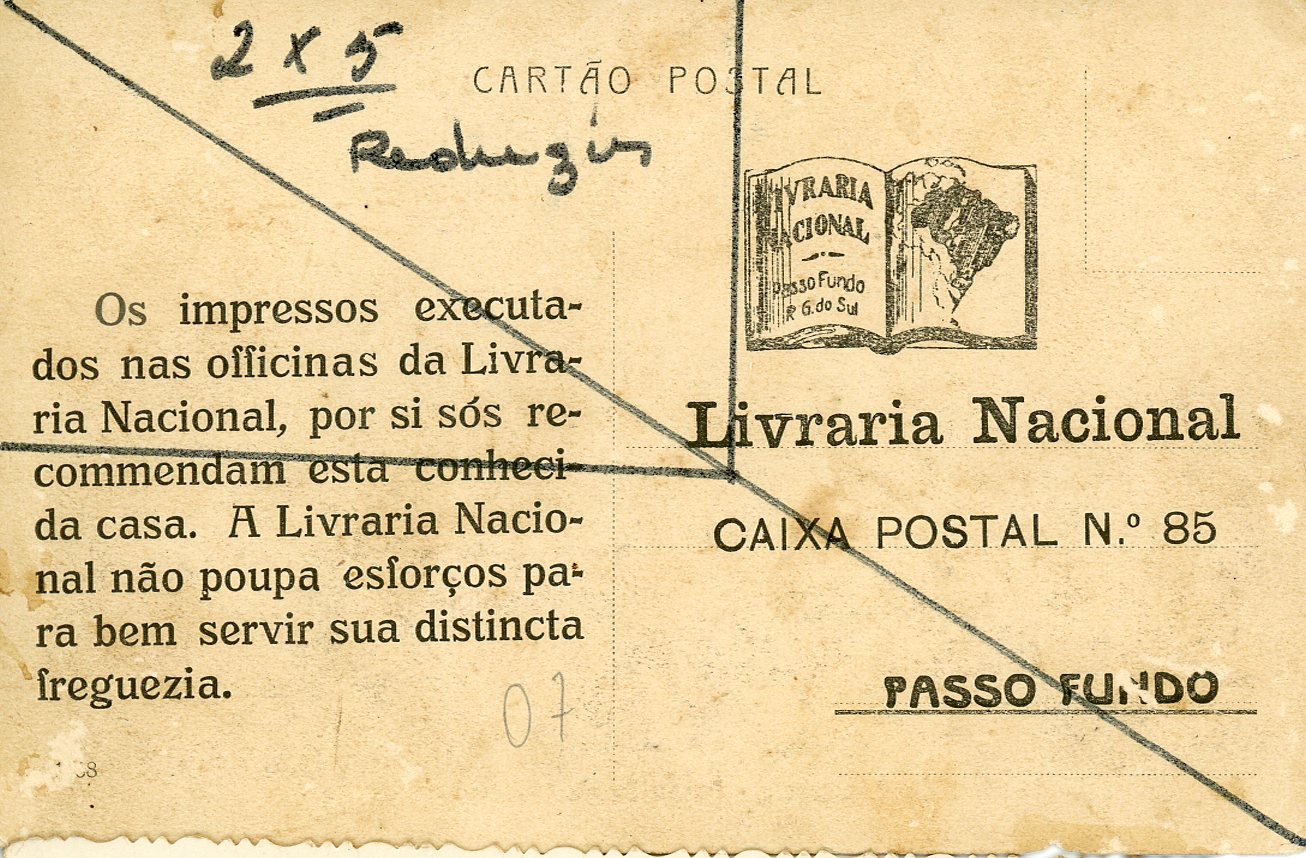 2 x 5
CARTÃO POSTAL
Reduzir
LIVRARIA
NACIONAL
Passo Fundo
R G. do Sul
Os impressos executa-
dos nas officinas da Livra-
ria Nacional, por si sós re-
commendam esta conheci-
da casa. A Livraria Nacio-
nal não poupa esforços pa-
ra bem servir sua distincta
freguezia.
Livraria Nacional
CAIXA POSTAL N.º 85
PASSO FUNDO
07